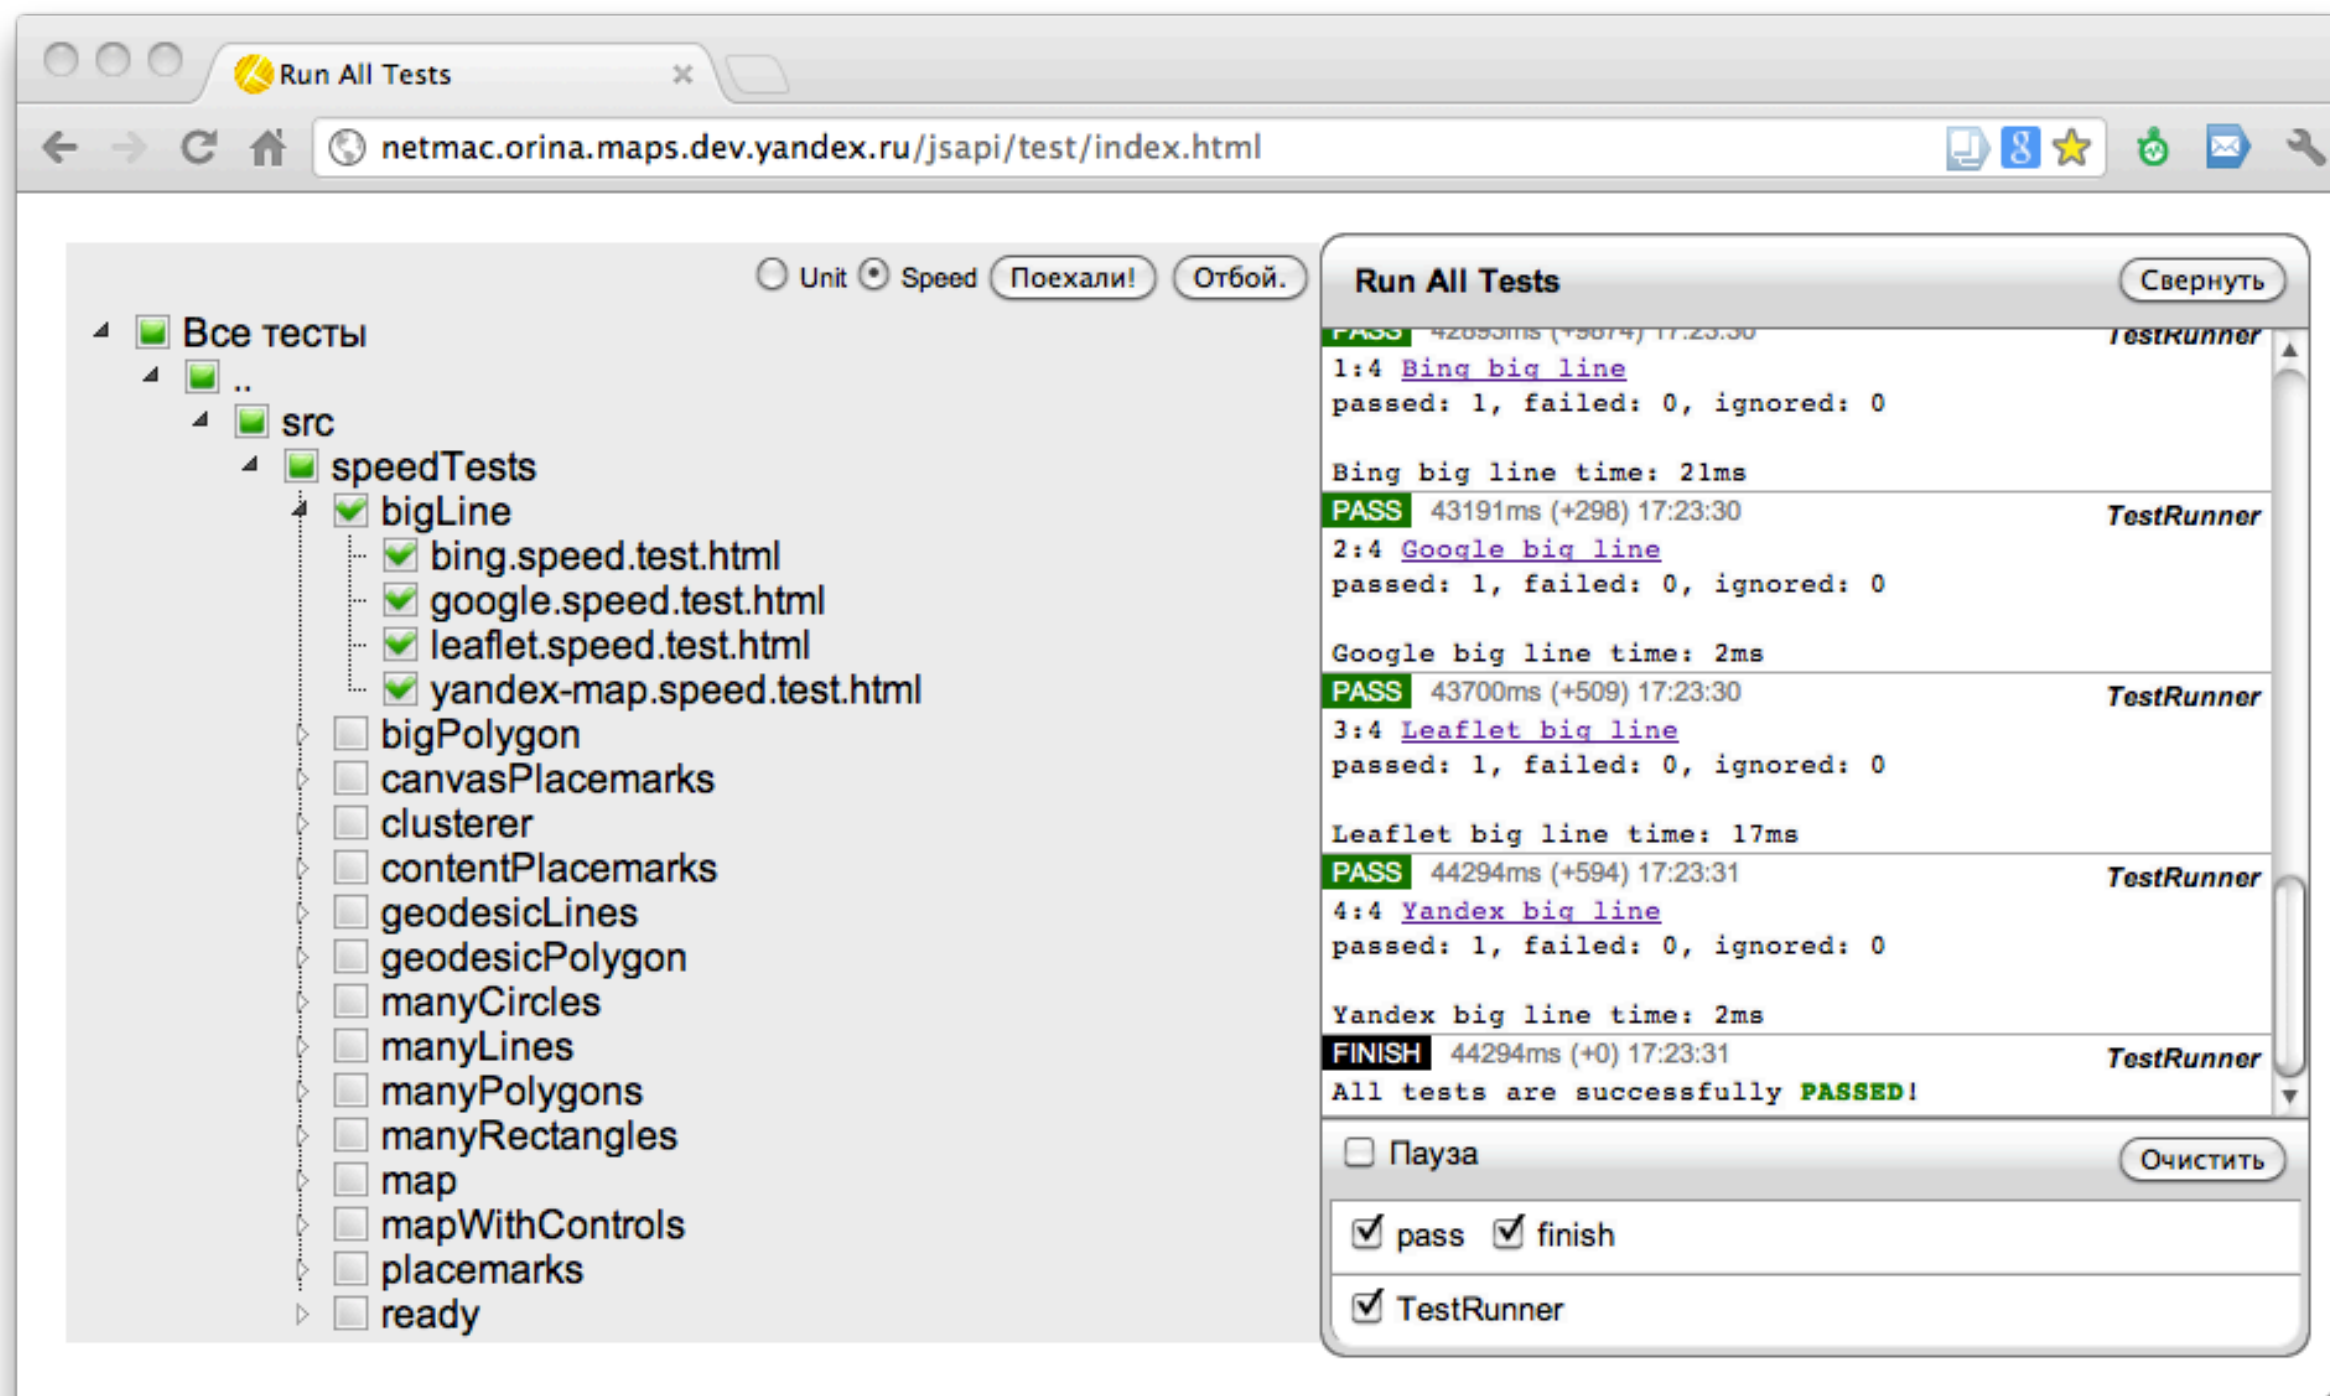 Run All Tests
netmac.orina.maps.dev.yandex.ru/jsapi/test/index.html
Unit Speed Поехали! Отбой.
Все тесты
..
src
speedTests
bigLine
bing.speed.test.html
google.speed.test.html
leaflet.speed.test.html
yandex-map.speed.test.html
bigPolygon
canvasPlacemarks
clusterer
contentPlacemarks
geodesicLines
geodesicPolygon
manyCircles
manyLines
manyPolygons
manyRectangles
map
mapWithControls
placemarks
ready
Run All Tests Свернуть
PASS 42893ms (+9874) 17:23:30 TestRunner
1:4 Bing big line
passed: 1, failed: 0, ignored: 0
Bing big line time: 21ms
PASS 43191ms (+298) 17:23:30 TestRunner
2:4 Google big line
passed: 1, failed: 0, ignored: 0
Google big line time: 2ms
PASS 43700ms (+509) 17:23:30 TestRunner
3:4 Leaflet big line
passed: 1, failed: 0, ignored: 0
Leaflet big line time: 17ms
PASS 44294ms (+594) 17:23:31 TestRunner
4:4 Yandex big line
passed: 1, failed: 0, ignored: 0
Yandex big line time: 2ms
FINISH 44294ms (+0) 17:23:31 TestRunner
All tests are successfully PASSED!
Пауза Очистить
pass finish
TestRunner